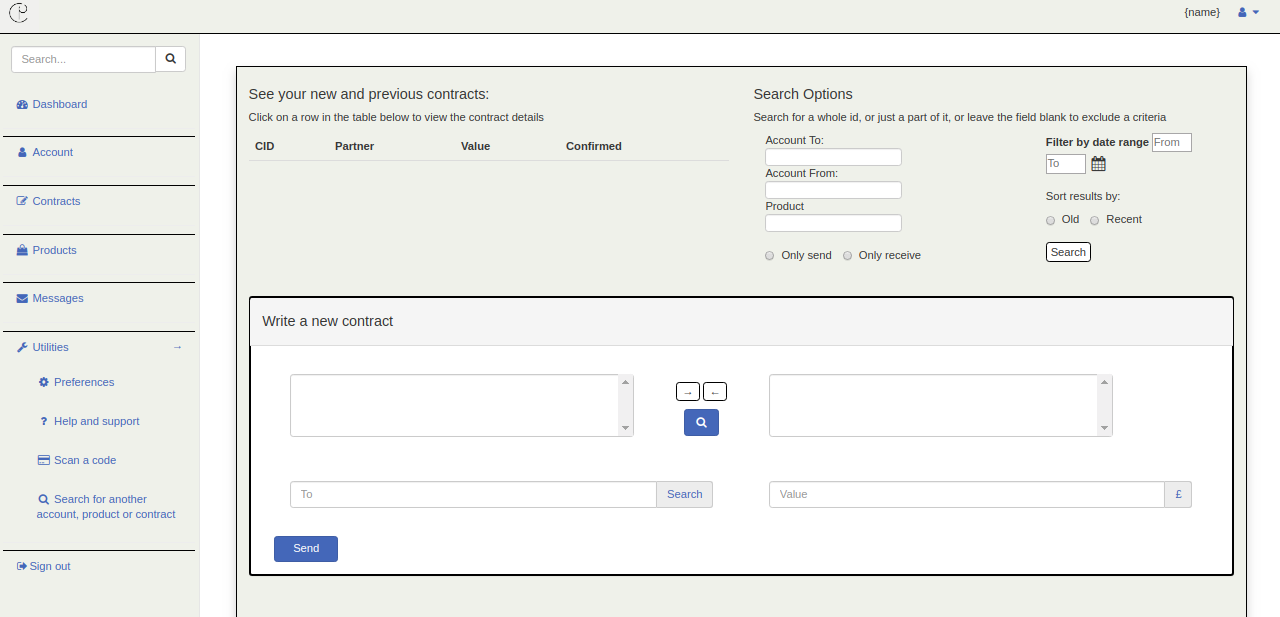 {name}
Search...
Dashboard
Account
Contracts
Products
Messages
Utilities →
Preferences
? Help and support
Scan a code
Search for another
account, product or contract
Sign out
See your new and previous contracts:
Click on a row in the table below to view the contract details
CID Partner Value Confirmed
Search Options
Search for a whole id, or just a part of it, or leave the field blank to exclude a criteria
Account To:
Account From:
Product
Only send Only receive
Filter by date range From
To
Sort results by:
Old Recent
Search
Write a new contract
→ ←
To Search
Value £
Send